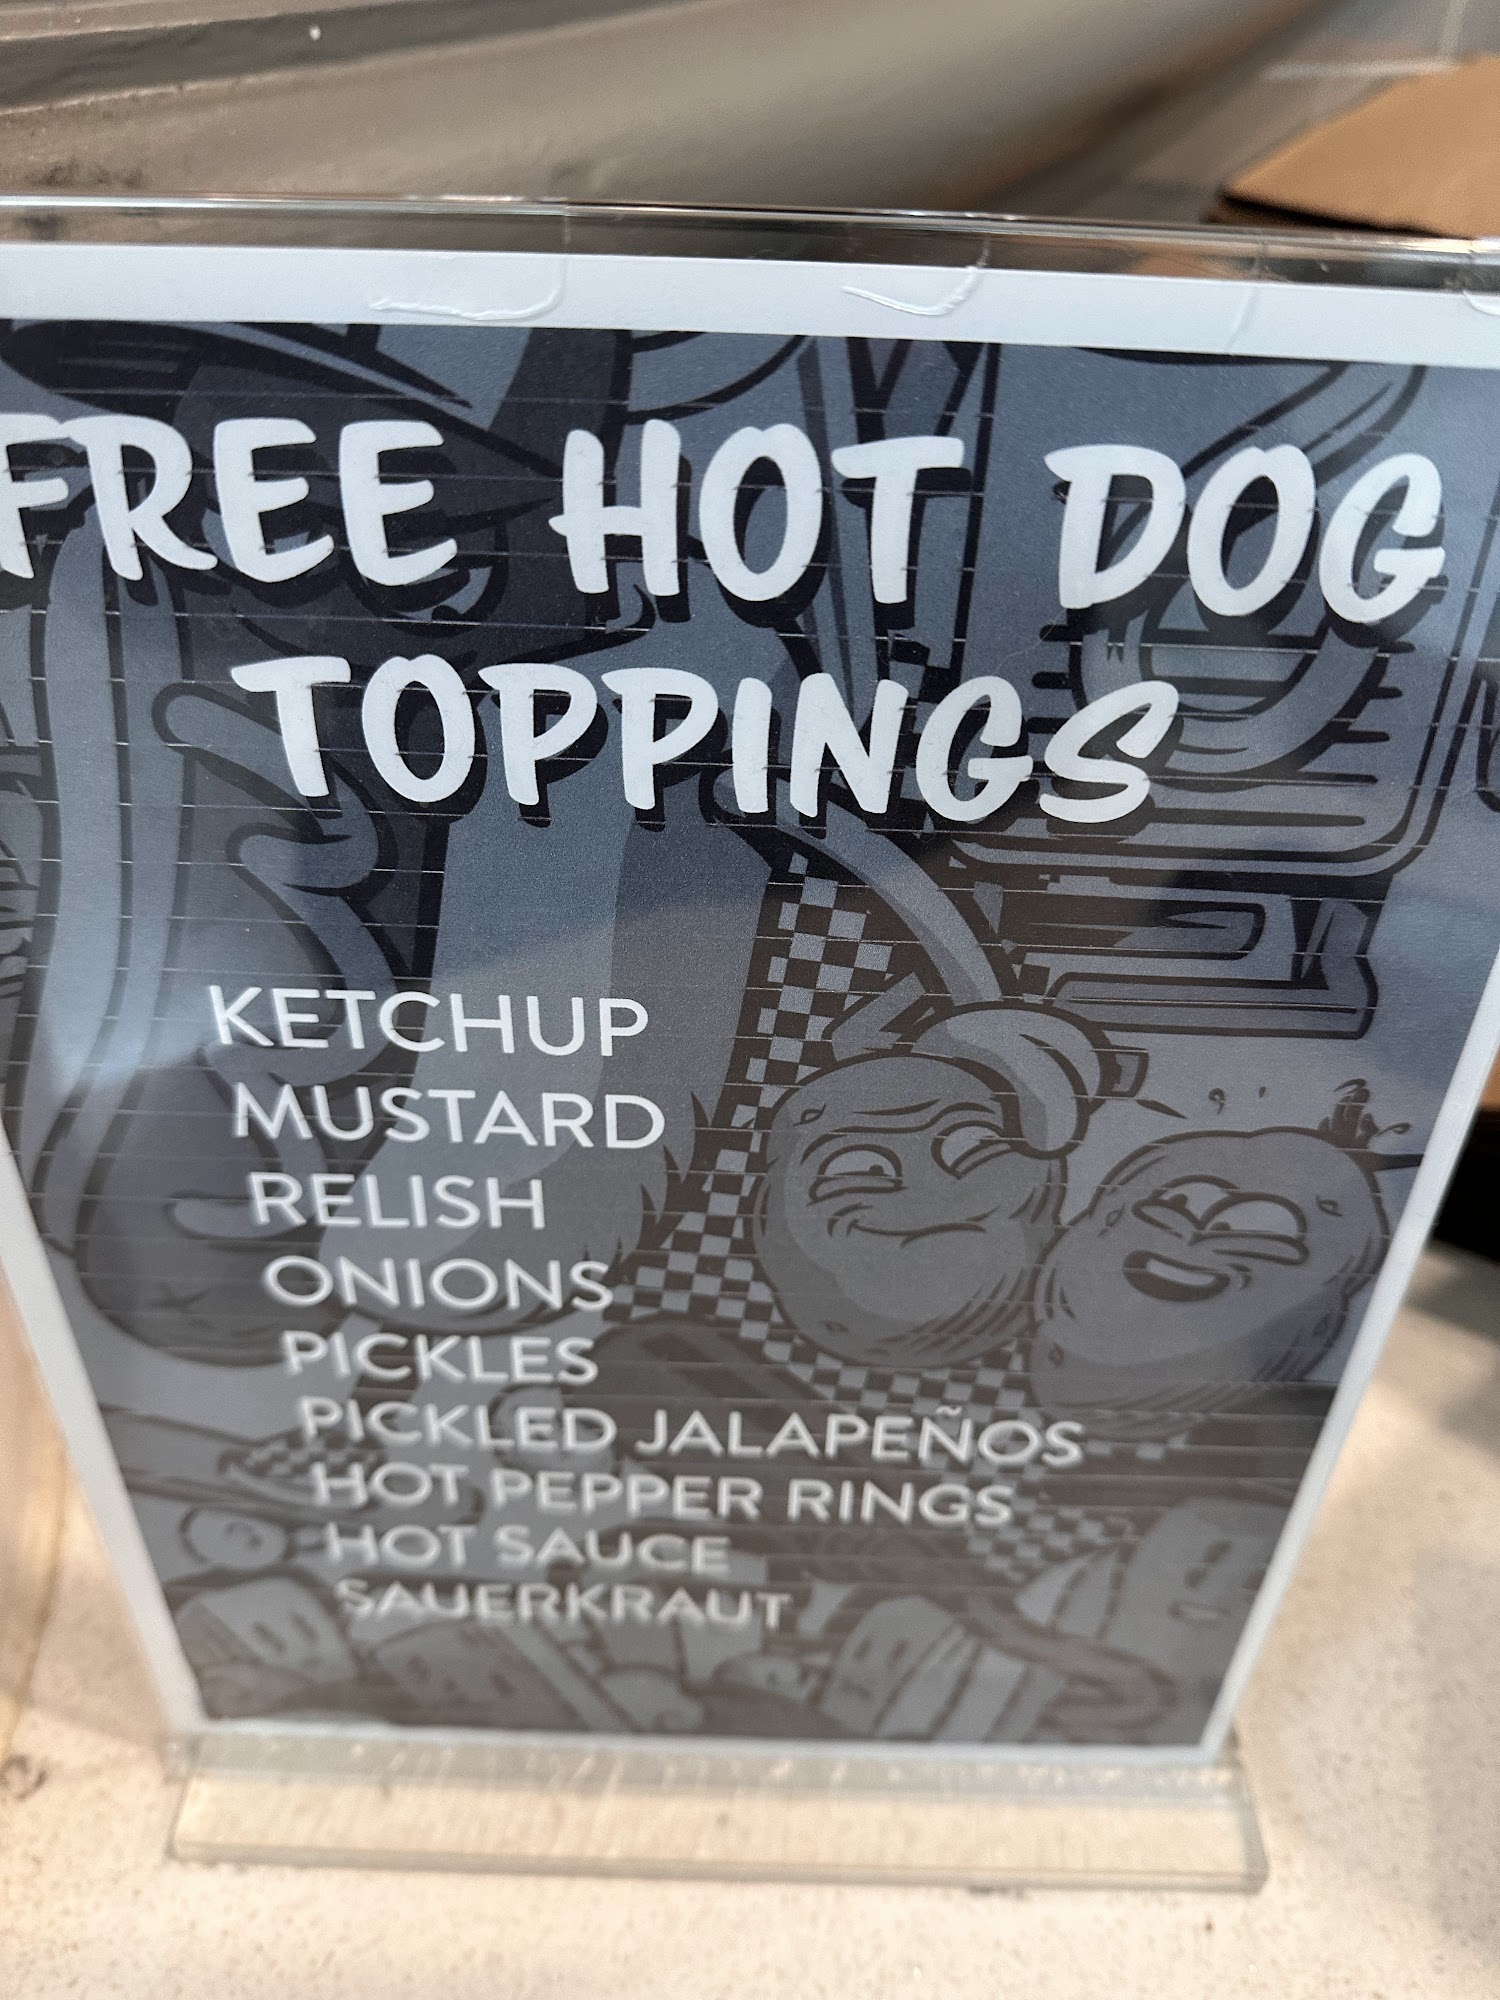 FREE HOT DOG
TOPPINGS
KETCHUP
MUSTARD
RELISH
ONIONS
PICKLES
PICKLED JALAPEÑOS
HOT PEPPER RINGS
HOT SAUCE
SAUERKRAUT